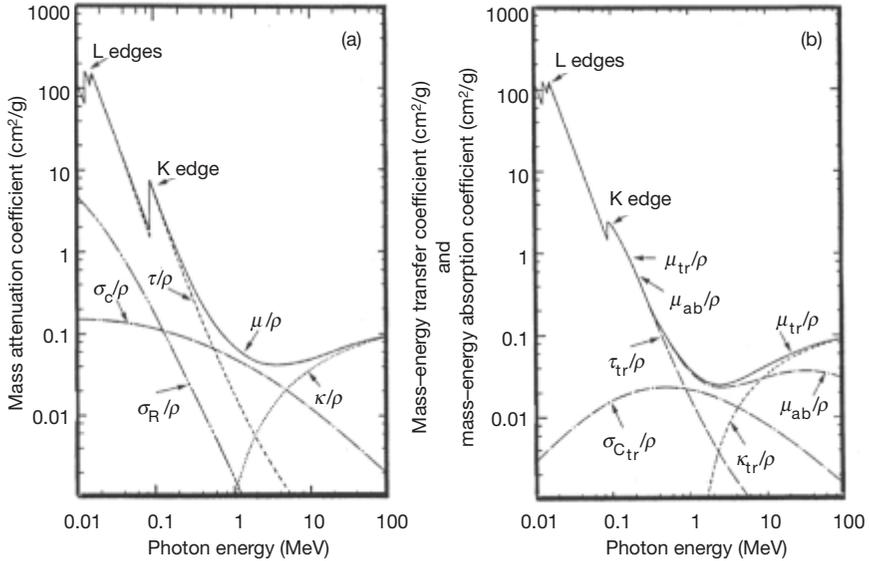 (a)
Mass attenuation coefficient (cm²/g)
1000
100
10
1
0.1
0.01
L edges
K edge
τ/ρ
σc/ρ
μ/ρ
σR/ρ
κ/ρ
0.01 0.1 1 10 100
Photon energy (MeV)
(b)
Mass–energy transfer coefficient (cm²/g)
and
mass–energy absorption coefficient (cm²/g)
1000
100
10
1
0.1
0.01
L edges
K edge
μtr/ρ
μab/ρ
μtr/ρ
τtr/ρ
μab/ρ
σCtr/ρ
κtr/ρ
0.01 0.1 1 10 100
Photon energy (MeV)